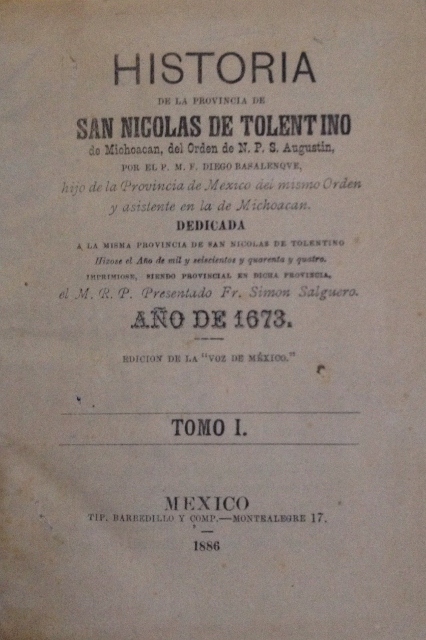 HISTORIA
DE LA PROVINCIA DE
SAN NICOLAS DE TOLENTINO
de Michoacan, del Orden de N. P. S. Augustin,
POR EL P. M. F. DIEGO BASALENQVE,
hijo de la Provincia de Mexico del mismo Orden
y asistente en la de Michoacan.
DEDICADA
A LA MISMA PROVINCIA DE SAN NICOLAS DE TOLENTINO
Hizose el Año de mil y seiscientos y quarenta y quatro.
IMPRIMIOSE, SIENDO PROVINCIAL EN DICHA PROVINCIA,
el M. R. P. Presentado Fr. Simon Salguero.
AÑO DE 1673.
EDICION DE LA "VOZ DE MÉXICO."
TOMO I.
MEXICO
TIP. BARBEDILLO Y COMP.—MONTEALEGRE 17.
1886